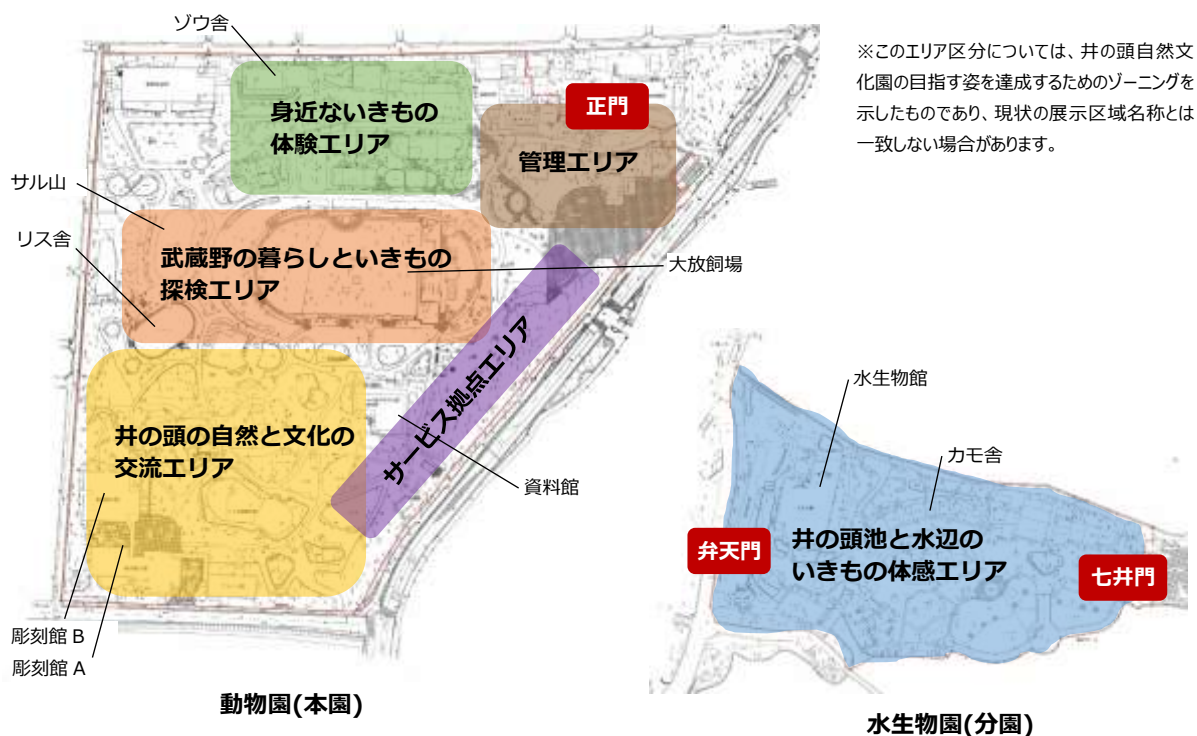 ゾウ舎
※このエリア区分については、井の頭自然文
化園の目指す姿を達成するためのゾーニングを
示したものであり、現状の展示区域名称とは
一致しない場合があります。
身近ないきもの
体験エリア
正門
管理エリア
サル山
リス舎
武蔵野の暮らしといきもの
探検エリア
大放飼場
サービス拠点エリア
井の頭の自然と文化の
交流エリア
資料館
水生物館
カモ舎
弁天門
井の頭池と水辺の
いきもの体感エリア
七井門
彫刻館 B
彫刻館 A
動物園(本園)
水生物園(分園)